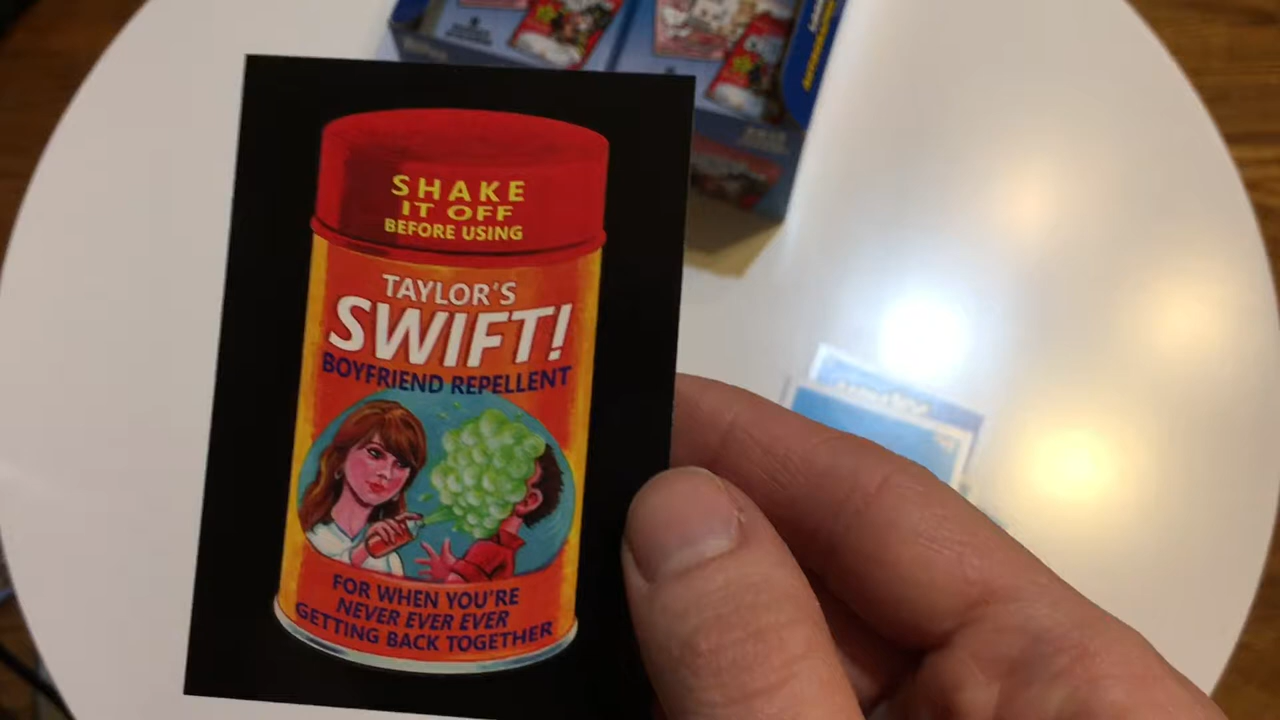 SHAKE
IT OFF
BEFORE USING
TAYLOR'S
SWIFT!
BOYFRIEND REPELLENT
FOR WHEN YOU'RE
NEVER EVER EVER
GETTING BACK TOGETHER